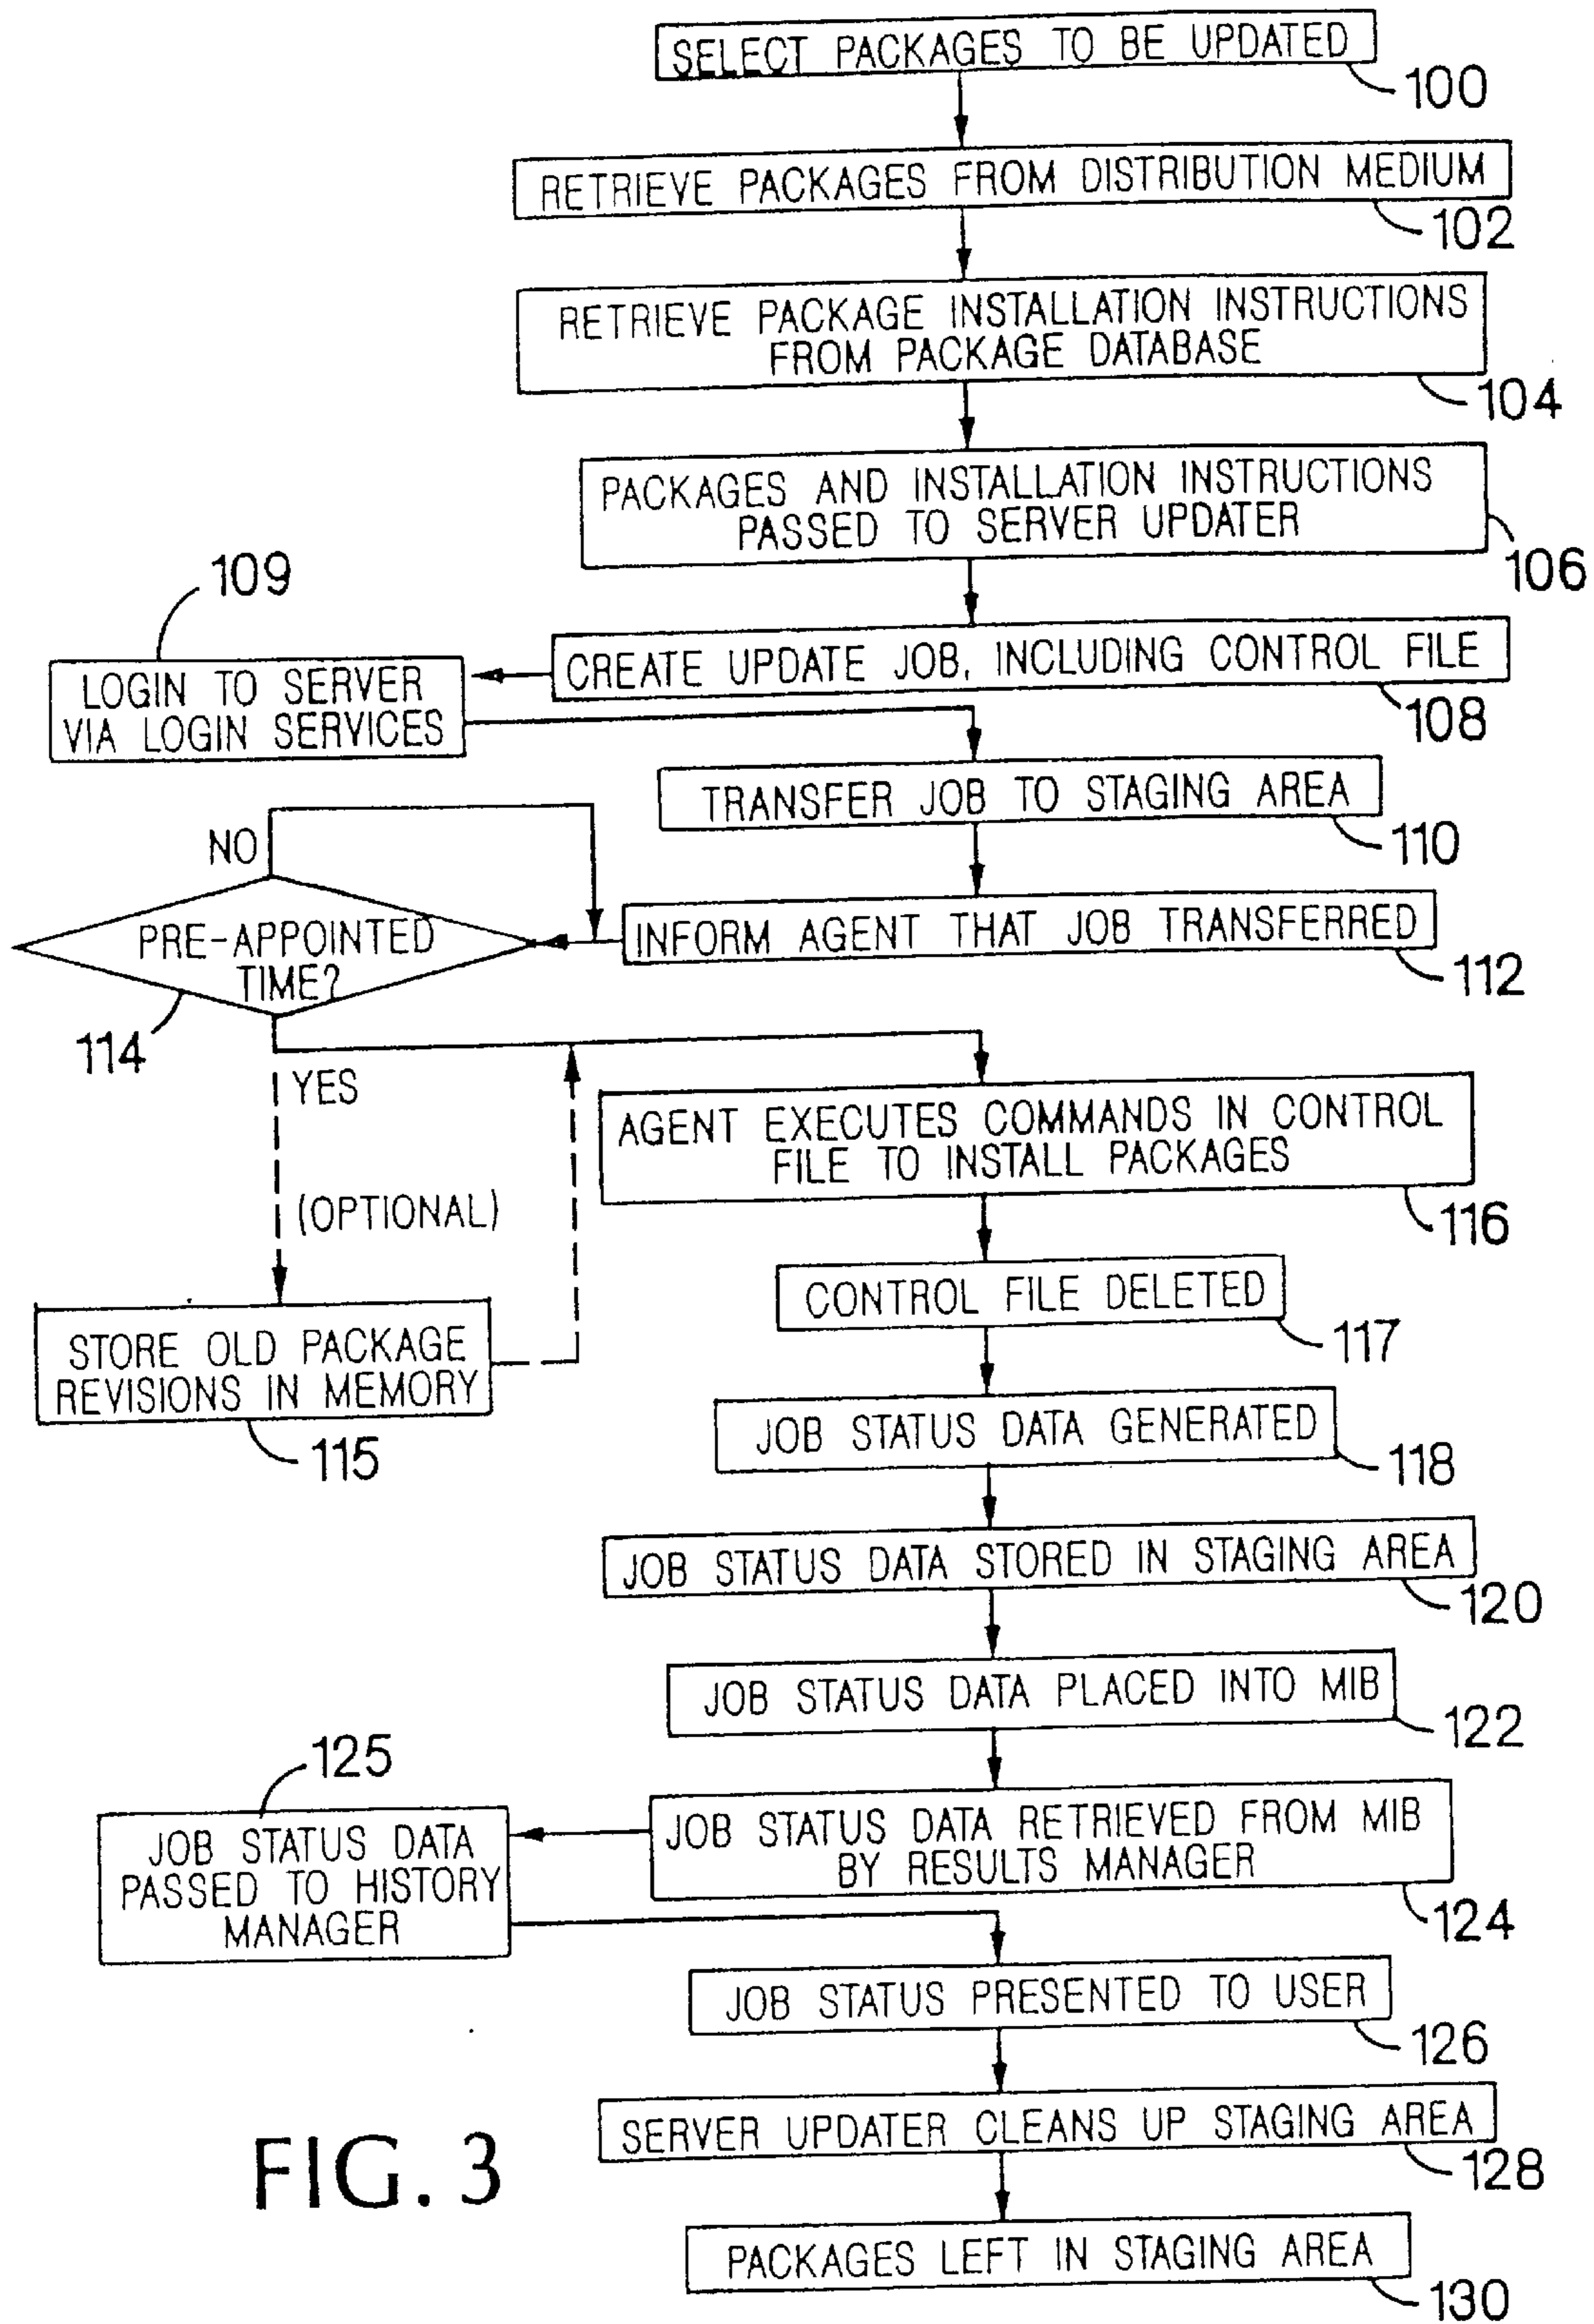 SELECT PACKAGES TO BE UPDATED
100
RETRIEVE PACKAGES FROM DISTRIBUTION MEDIUM
102
RETRIEVE PACKAGE INSTALLATION INSTRUCTIONS
FROM PACKAGE DATABASE
104
PACKAGES AND INSTALLATION INSTRUCTIONS
PASSED TO SERVER UPDATER
106
CREATE UPDATE JOB, INCLUDING CONTROL FILE
108
109
LOGIN TO SERVER
VIA LOGIN SERVICES
TRANSFER JOB TO STAGING AREA
110
INFORM AGENT THAT JOB TRANSFERRED
112
NO
PRE-APPOINTED
TIME?
114
YES
(OPTIONAL)
STORE OLD PACKAGE
REVISIONS IN MEMORY
115
AGENT EXECUTES COMMANDS IN CONTROL
FILE TO INSTALL PACKAGES
116
CONTROL FILE DELETED
117
JOB STATUS DATA GENERATED
118
JOB STATUS DATA STORED IN STAGING AREA
120
JOB STATUS DATA PLACED INTO MIB
122
JOB STATUS DATA RETRIEVED FROM MIB
BY RESULTS MANAGER
124
125
JOB STATUS DATA
PASSED TO HISTORY
MANAGER
JOB STATUS PRESENTED TO USER
126
SERVER UPDATER CLEANS UP STAGING AREA
128
PACKAGES LEFT IN STAGING AREA
130
FIG. 3